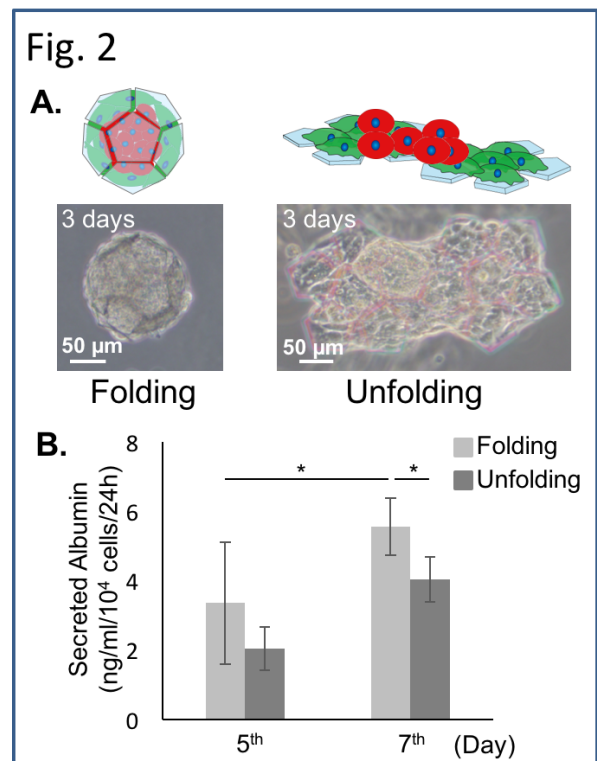 Fig. 2
A.
3 days
50 µm
Folding
3 days
50 µm
Unfolding
B.
Secreted Albumin
(ng/ml/10⁴ cells/24h)
8
6
4
2
0
*
*
Folding
Unfolding
5ᵗʰ
7ᵗʰ
(Day)